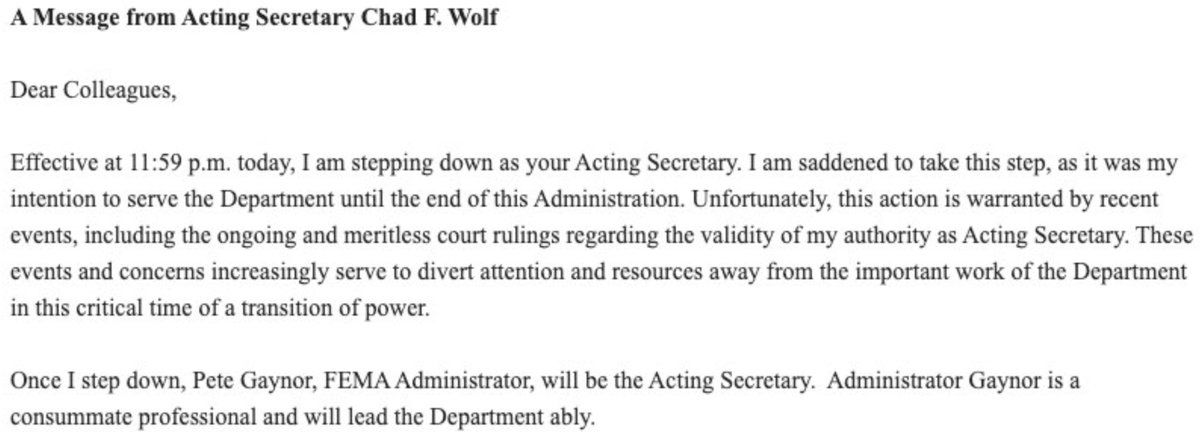 A Message from Acting Secretary Chad F. Wolf
Dear Colleagues,
Effective at 11:59 p.m. today, I am stepping down as your Acting Secretary. I am saddened to take this step, as it was my
intention to serve the Department until the end of this Administration. Unfortunately, this action is warranted by recent
events, including the ongoing and meritless court rulings regarding the validity of my authority as Acting Secretary. These
events and concerns increasingly serve to divert attention and resources away from the important work of the Department
in this critical time of a transition of power.
Once I step down, Pete Gaynor, FEMA Administrator, will be the Acting Secretary.  Administrator Gaynor is a
consummate professional and will lead the Department ably.